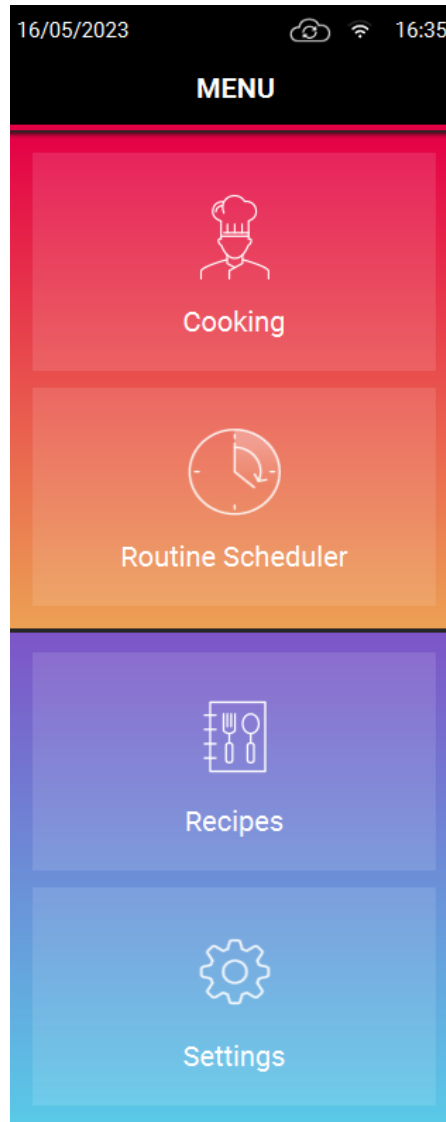 16/05/2023 16:35
MENU
Cooking
Routine Scheduler
Recipes
Settings